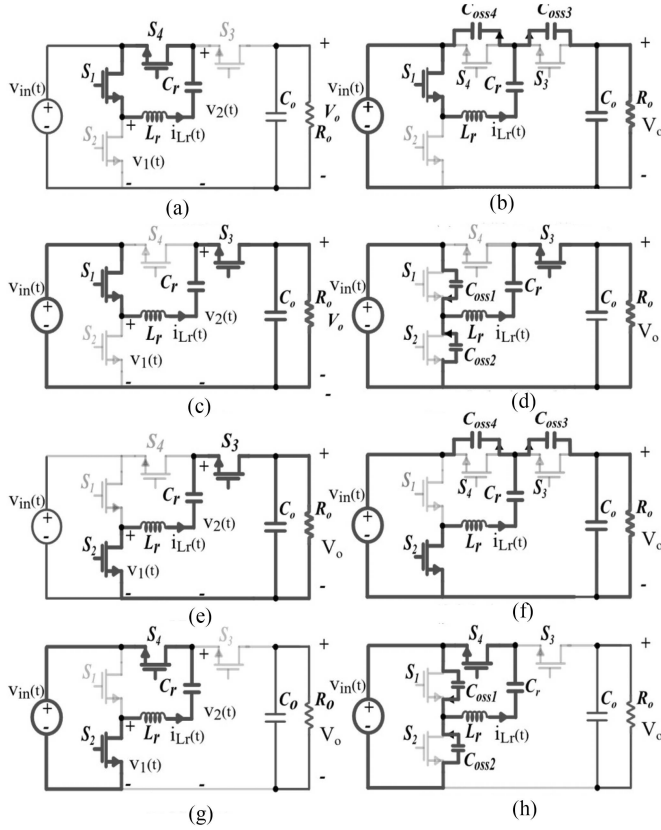 S4 S3
S1 Cr + +
vin(t) v2(t) Co Vo
+ Lr iLr(t) Ro
S2 v1(t)
- - -
(a)
Coss4 Coss3
S1 S4 S3 +
vin(t) Cr Co Ro
Lr iLr(t) Vo
S2 -
(b)
S4 S3
S1 Cr + +
vin(t) v2(t) Co Ro
+ Lr iLr(t) Vo
S2 v1(t)
- - -
(c)
S4 S3
S1 Coss1 Cr +
vin(t) Co Ro
Lr iLr(t) Vo
S2 Coss2 -
(d)
S4 S3
S1 Cr + +
vin(t) v2(t) Co Ro
+ Lr iLr(t) Vo
S2 v1(t)
- - -
(e)
Coss4 Coss3
S1 S4 S3 +
vin(t) Cr Co Ro
Lr iLr(t) Vo
S2 -
(f)
S4 S3
S1 Cr + +
vin(t) v2(t) Co Ro
+ Lr iLr(t) Vo
S2 v1(t)
- - -
(g)
S4 S3
S1 Coss1 Cr +
vin(t) Co Ro
Lr iLr(t) Vo
S2 Coss2 -
(h)